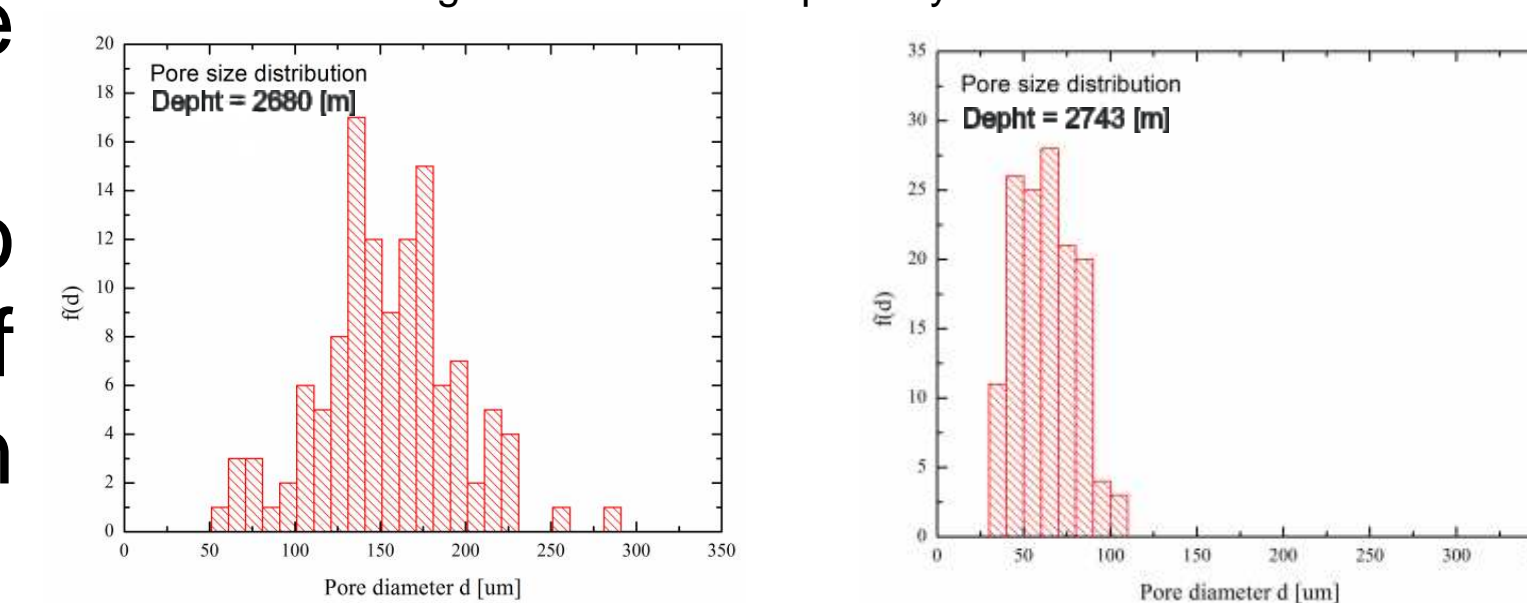 Pore size distribution
Depht = 2680 [m]
20
18
16
14
12
10
8
6
4
2
0
f(d)
0 50 100 150 200 250 300 350
Pore diameter d [um]
Pore size distribution
Depht = 2743 [m]
35
30
25
20
15
10
5
0
f(d)
0 50 100 150 200 250 300
Pore diameter d [um]